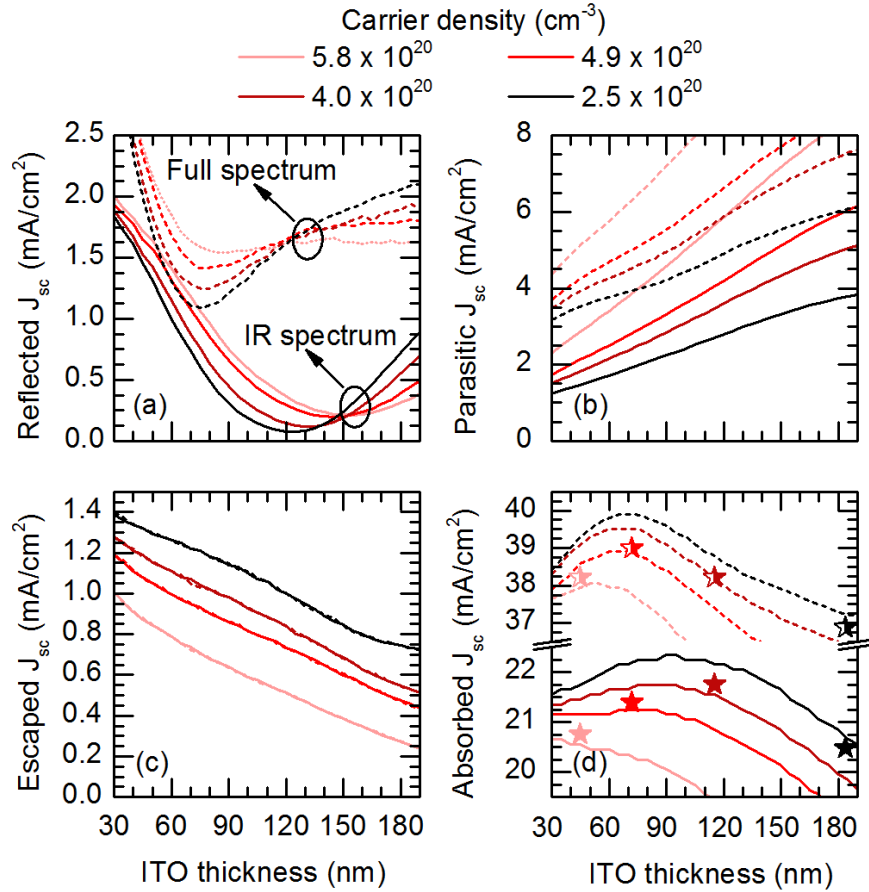 Carrier density (cm⁻³)
5.8 x 10²⁰ 4.9 x 10²⁰
4.0 x 10²⁰ 2.5 x 10²⁰
Reflected J_sc (mA/cm²)
2.5
2.0
1.5
1.0
0.5
0.0
Full spectrum
IR spectrum
(a)
Parasitic J_sc (mA/cm²)
8
6
4
2
0
(b)
Escaped J_sc (mA/cm²)
1.4
1.2
1.0
0.8
0.6
0.4
0.2
0.0
(c)
30 60 90 120 150 180
ITO thickness (nm)
Absorbed J_sc (mA/cm²)
40
39
38
37
22
21
20
(d)
30 60 90 120 150 180
ITO thickness (nm)